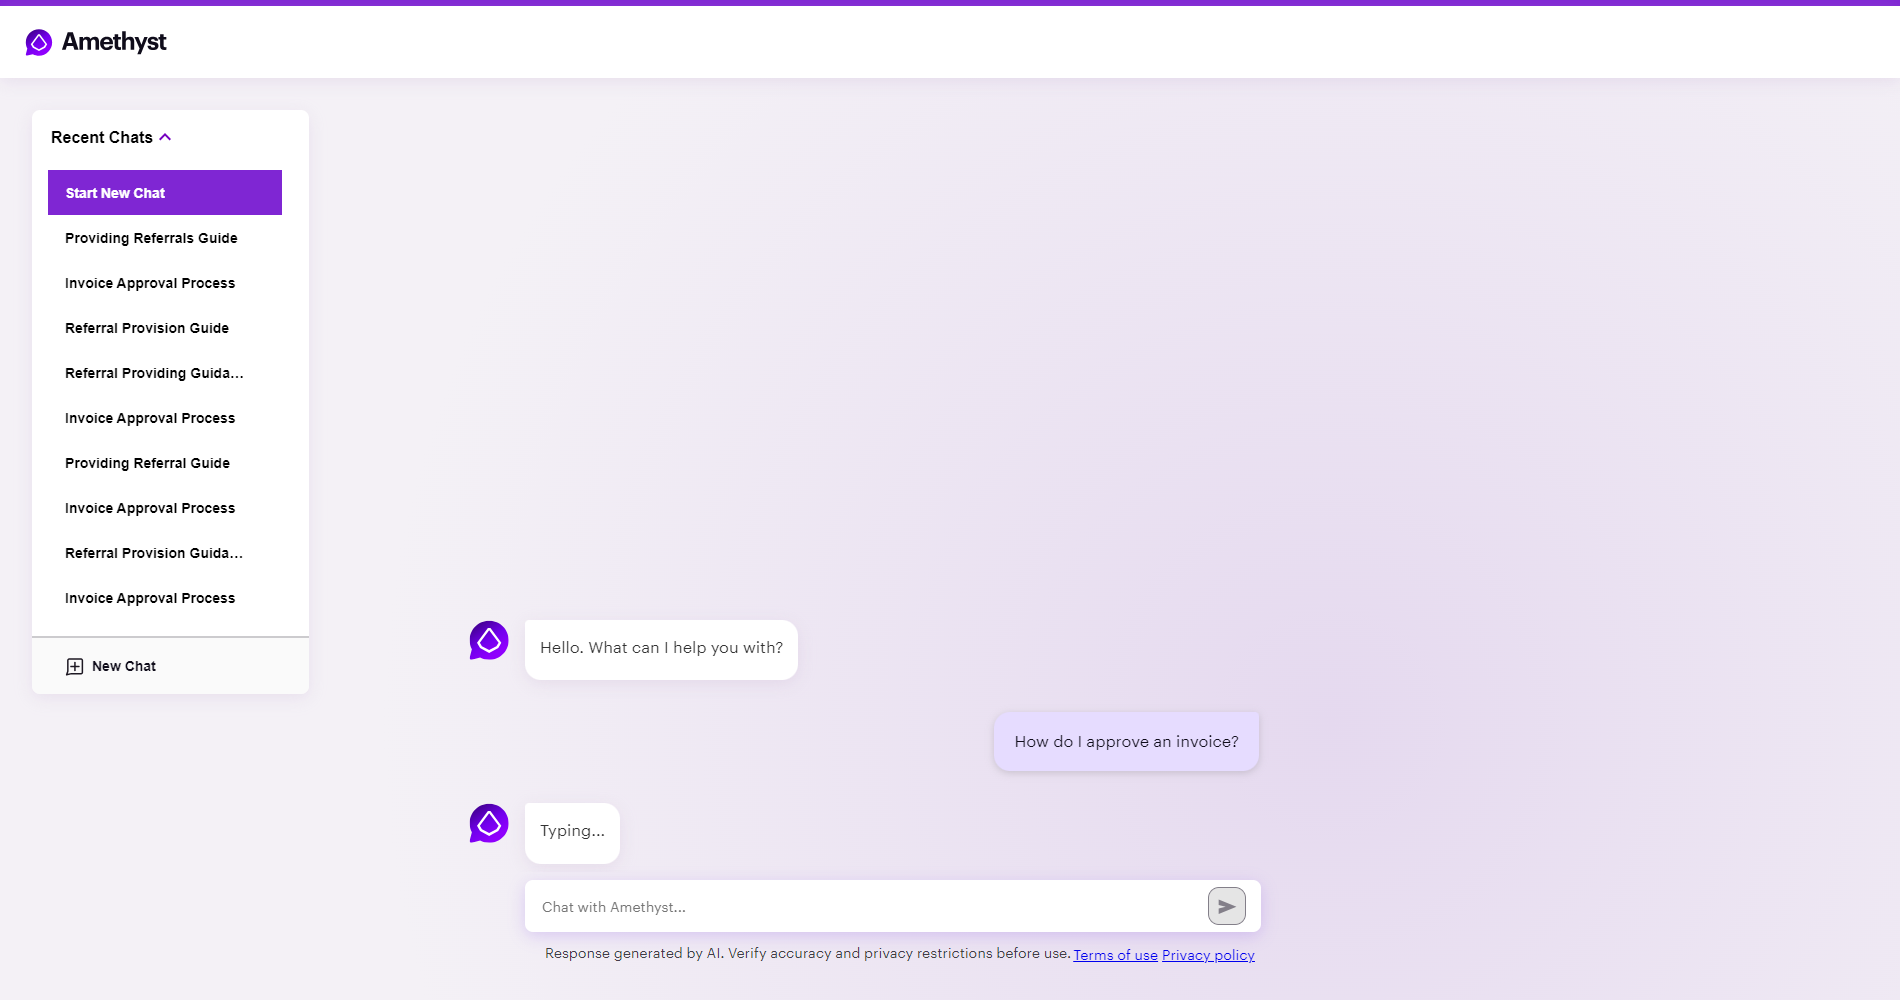 Amethyst
Recent Chats
Start New Chat
Providing Referrals Guide
Invoice Approval Process
Referral Provision Guide
Referral Providing Guida...
Invoice Approval Process
Providing Referral Guide
Invoice Approval Process
Referral Provision Guida...
Invoice Approval Process
New Chat
Hello. What can I help you with?
How do I approve an invoice?
Typing...
Chat with Amethyst...
Response generated by AI. Verify accuracy and privacy restrictions before use. Terms of use Privacy policy